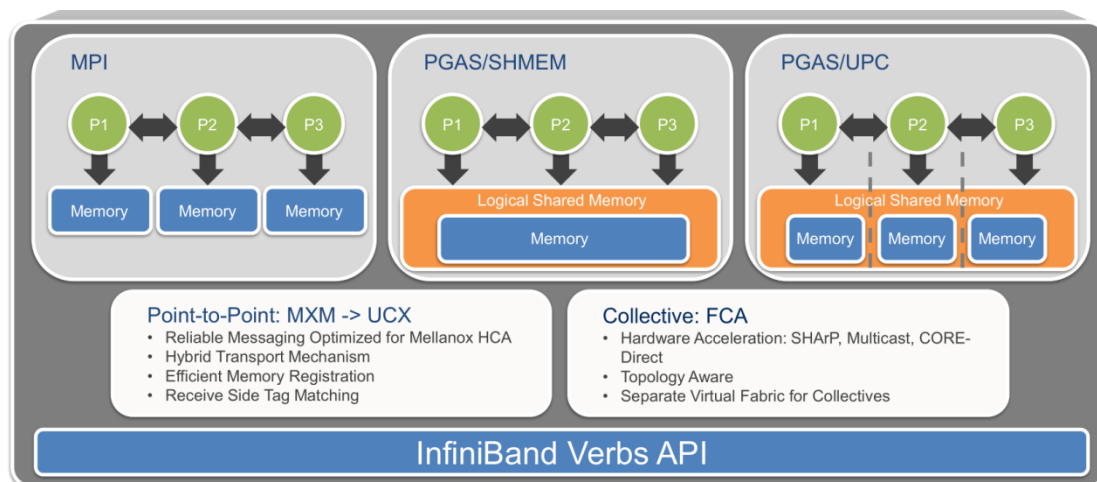 MPI
P1
P2
P3
Memory
Memory
Memory
PGAS/SHMEM
P1
P2
P3
Logical Shared Memory
Memory
PGAS/UPC
P1
P2
P3
Logical Shared Memory
Memory
Memory
Memory
Point-to-Point: MXM -> UCX
• Reliable Messaging Optimized for Mellanox HCA
• Hybrid Transport Mechanism
• Efficient Memory Registration
• Receive Side Tag Matching
Collective: FCA
• Hardware Acceleration: SHArP, Multicast, CORE-
Direct
• Topology Aware
• Separate Virtual Fabric for Collectives
InfiniBand Verbs API